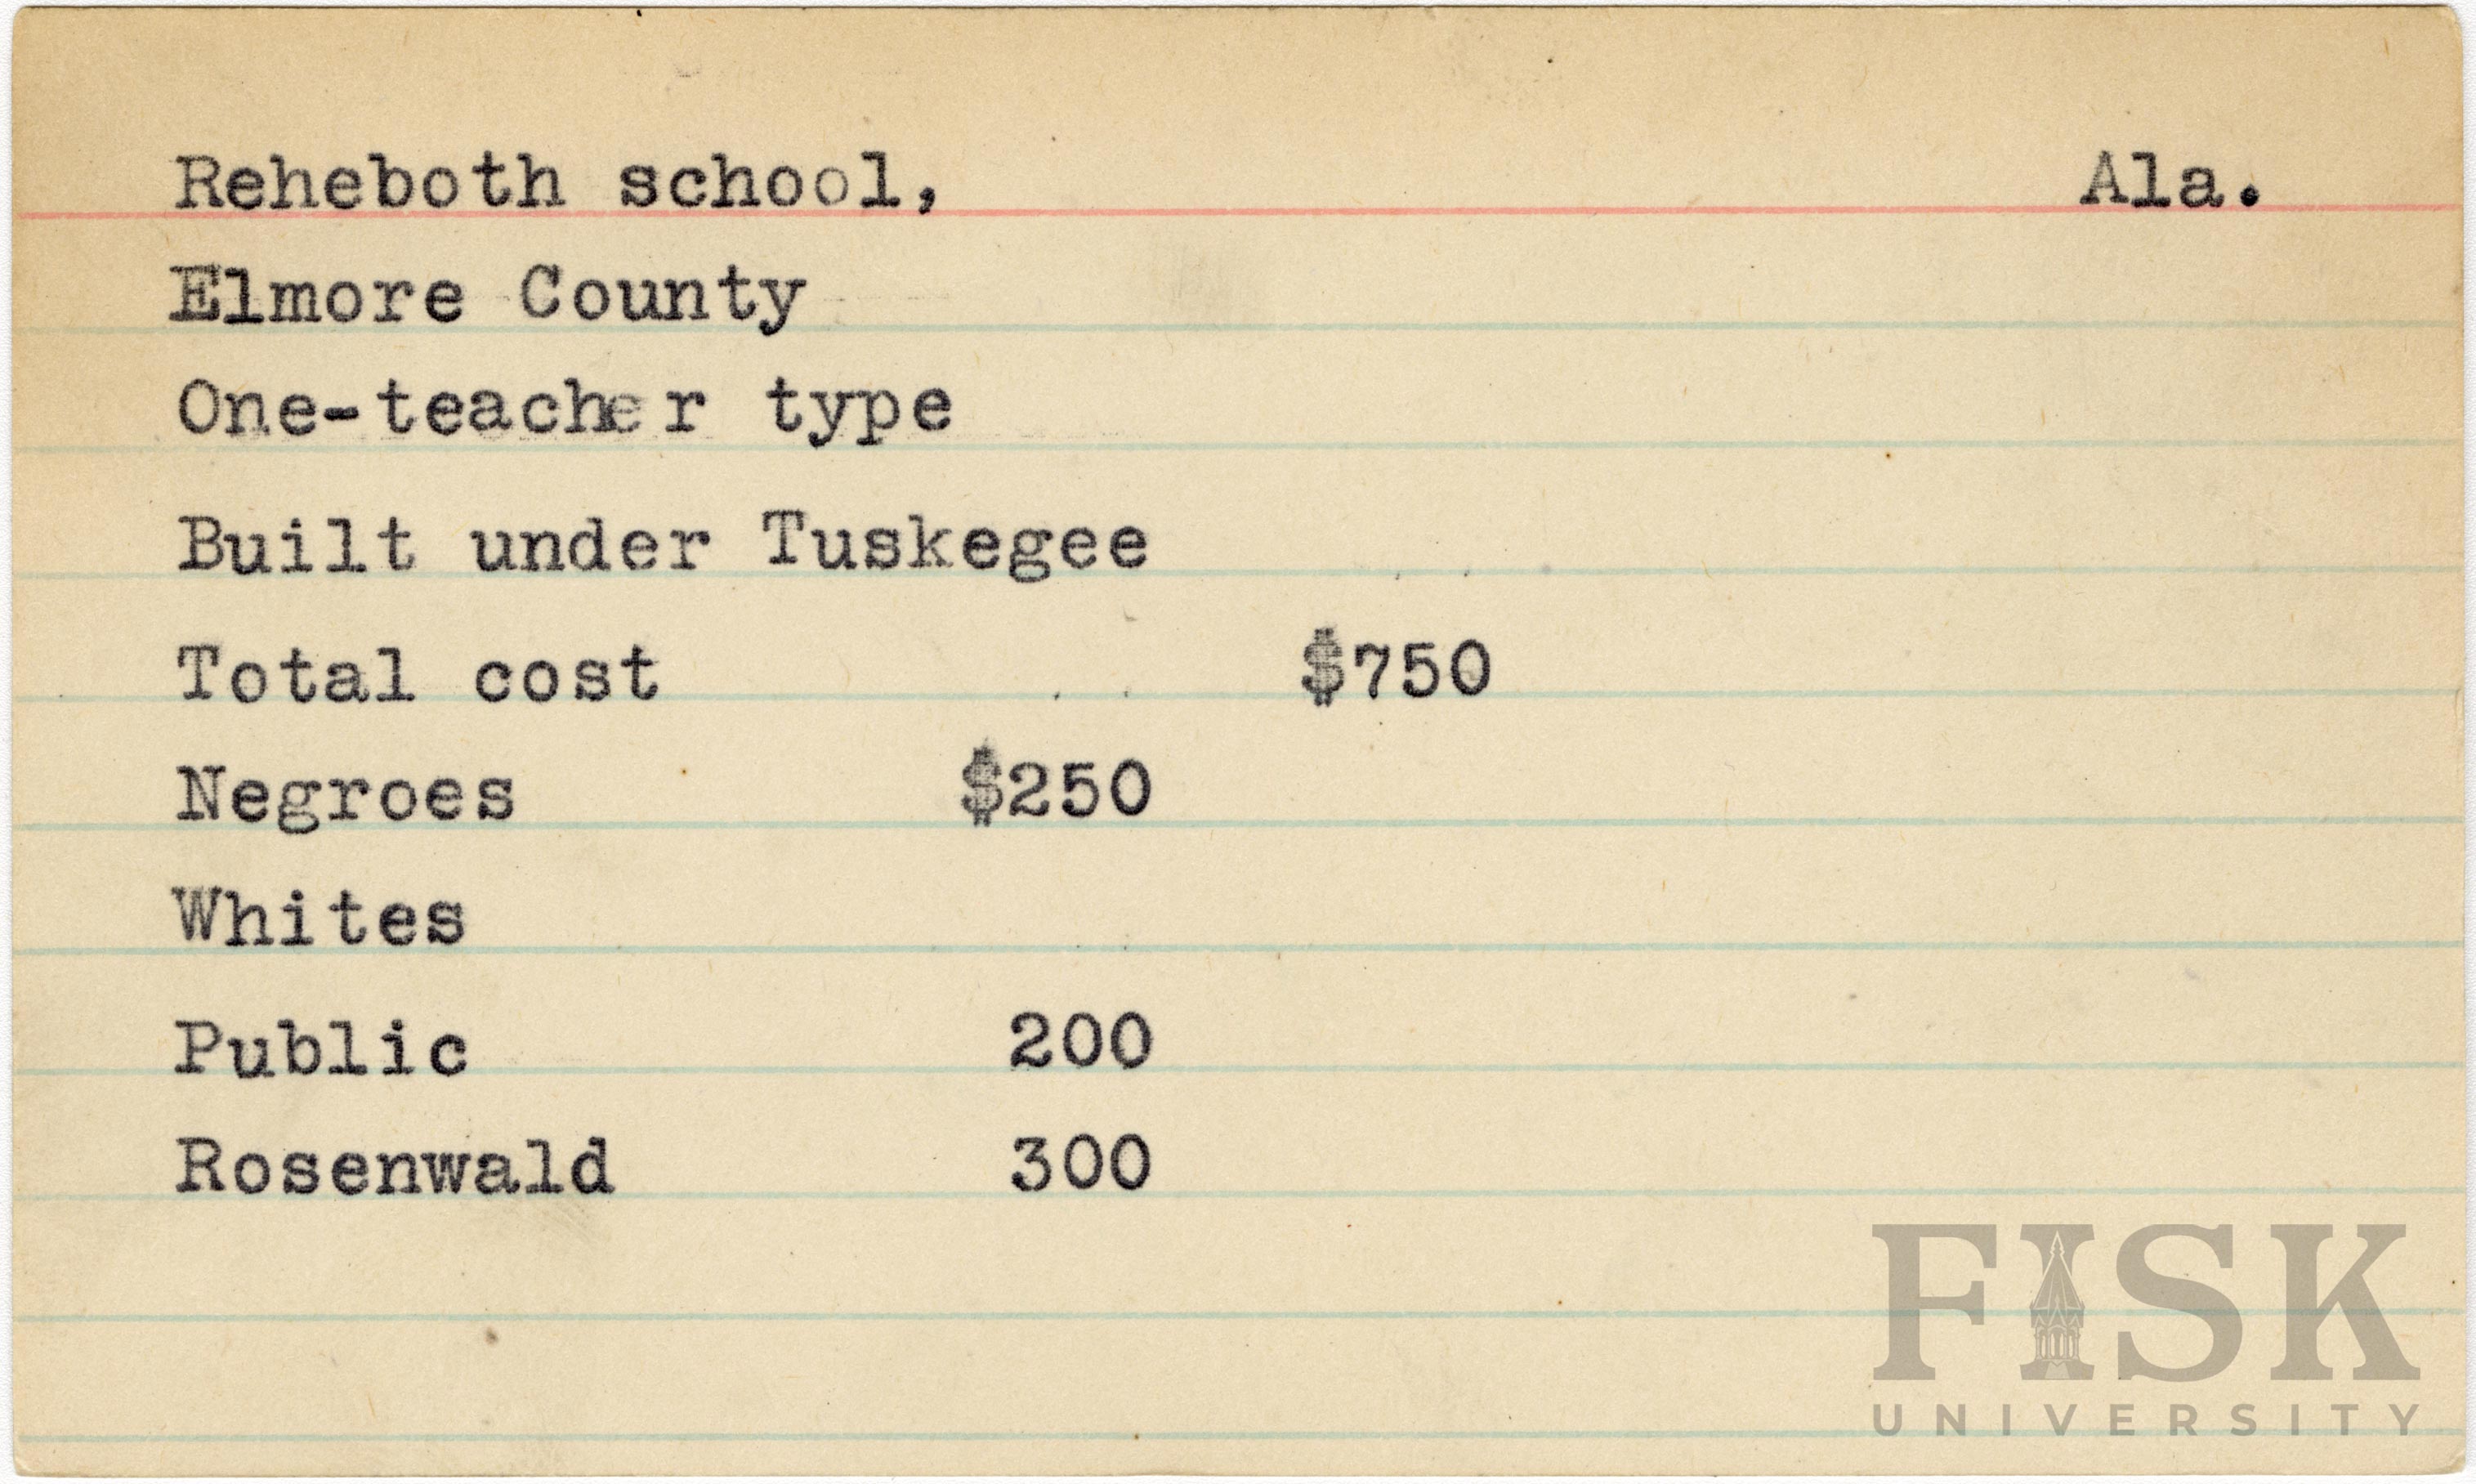 Reheboth school, Ala.
Elmore County
One-teacher type
Built under Tuskegee
Total cost $750
Negroes $250
Whites
Public 200
Rosenwald 300
FISK
UNIVERSITY